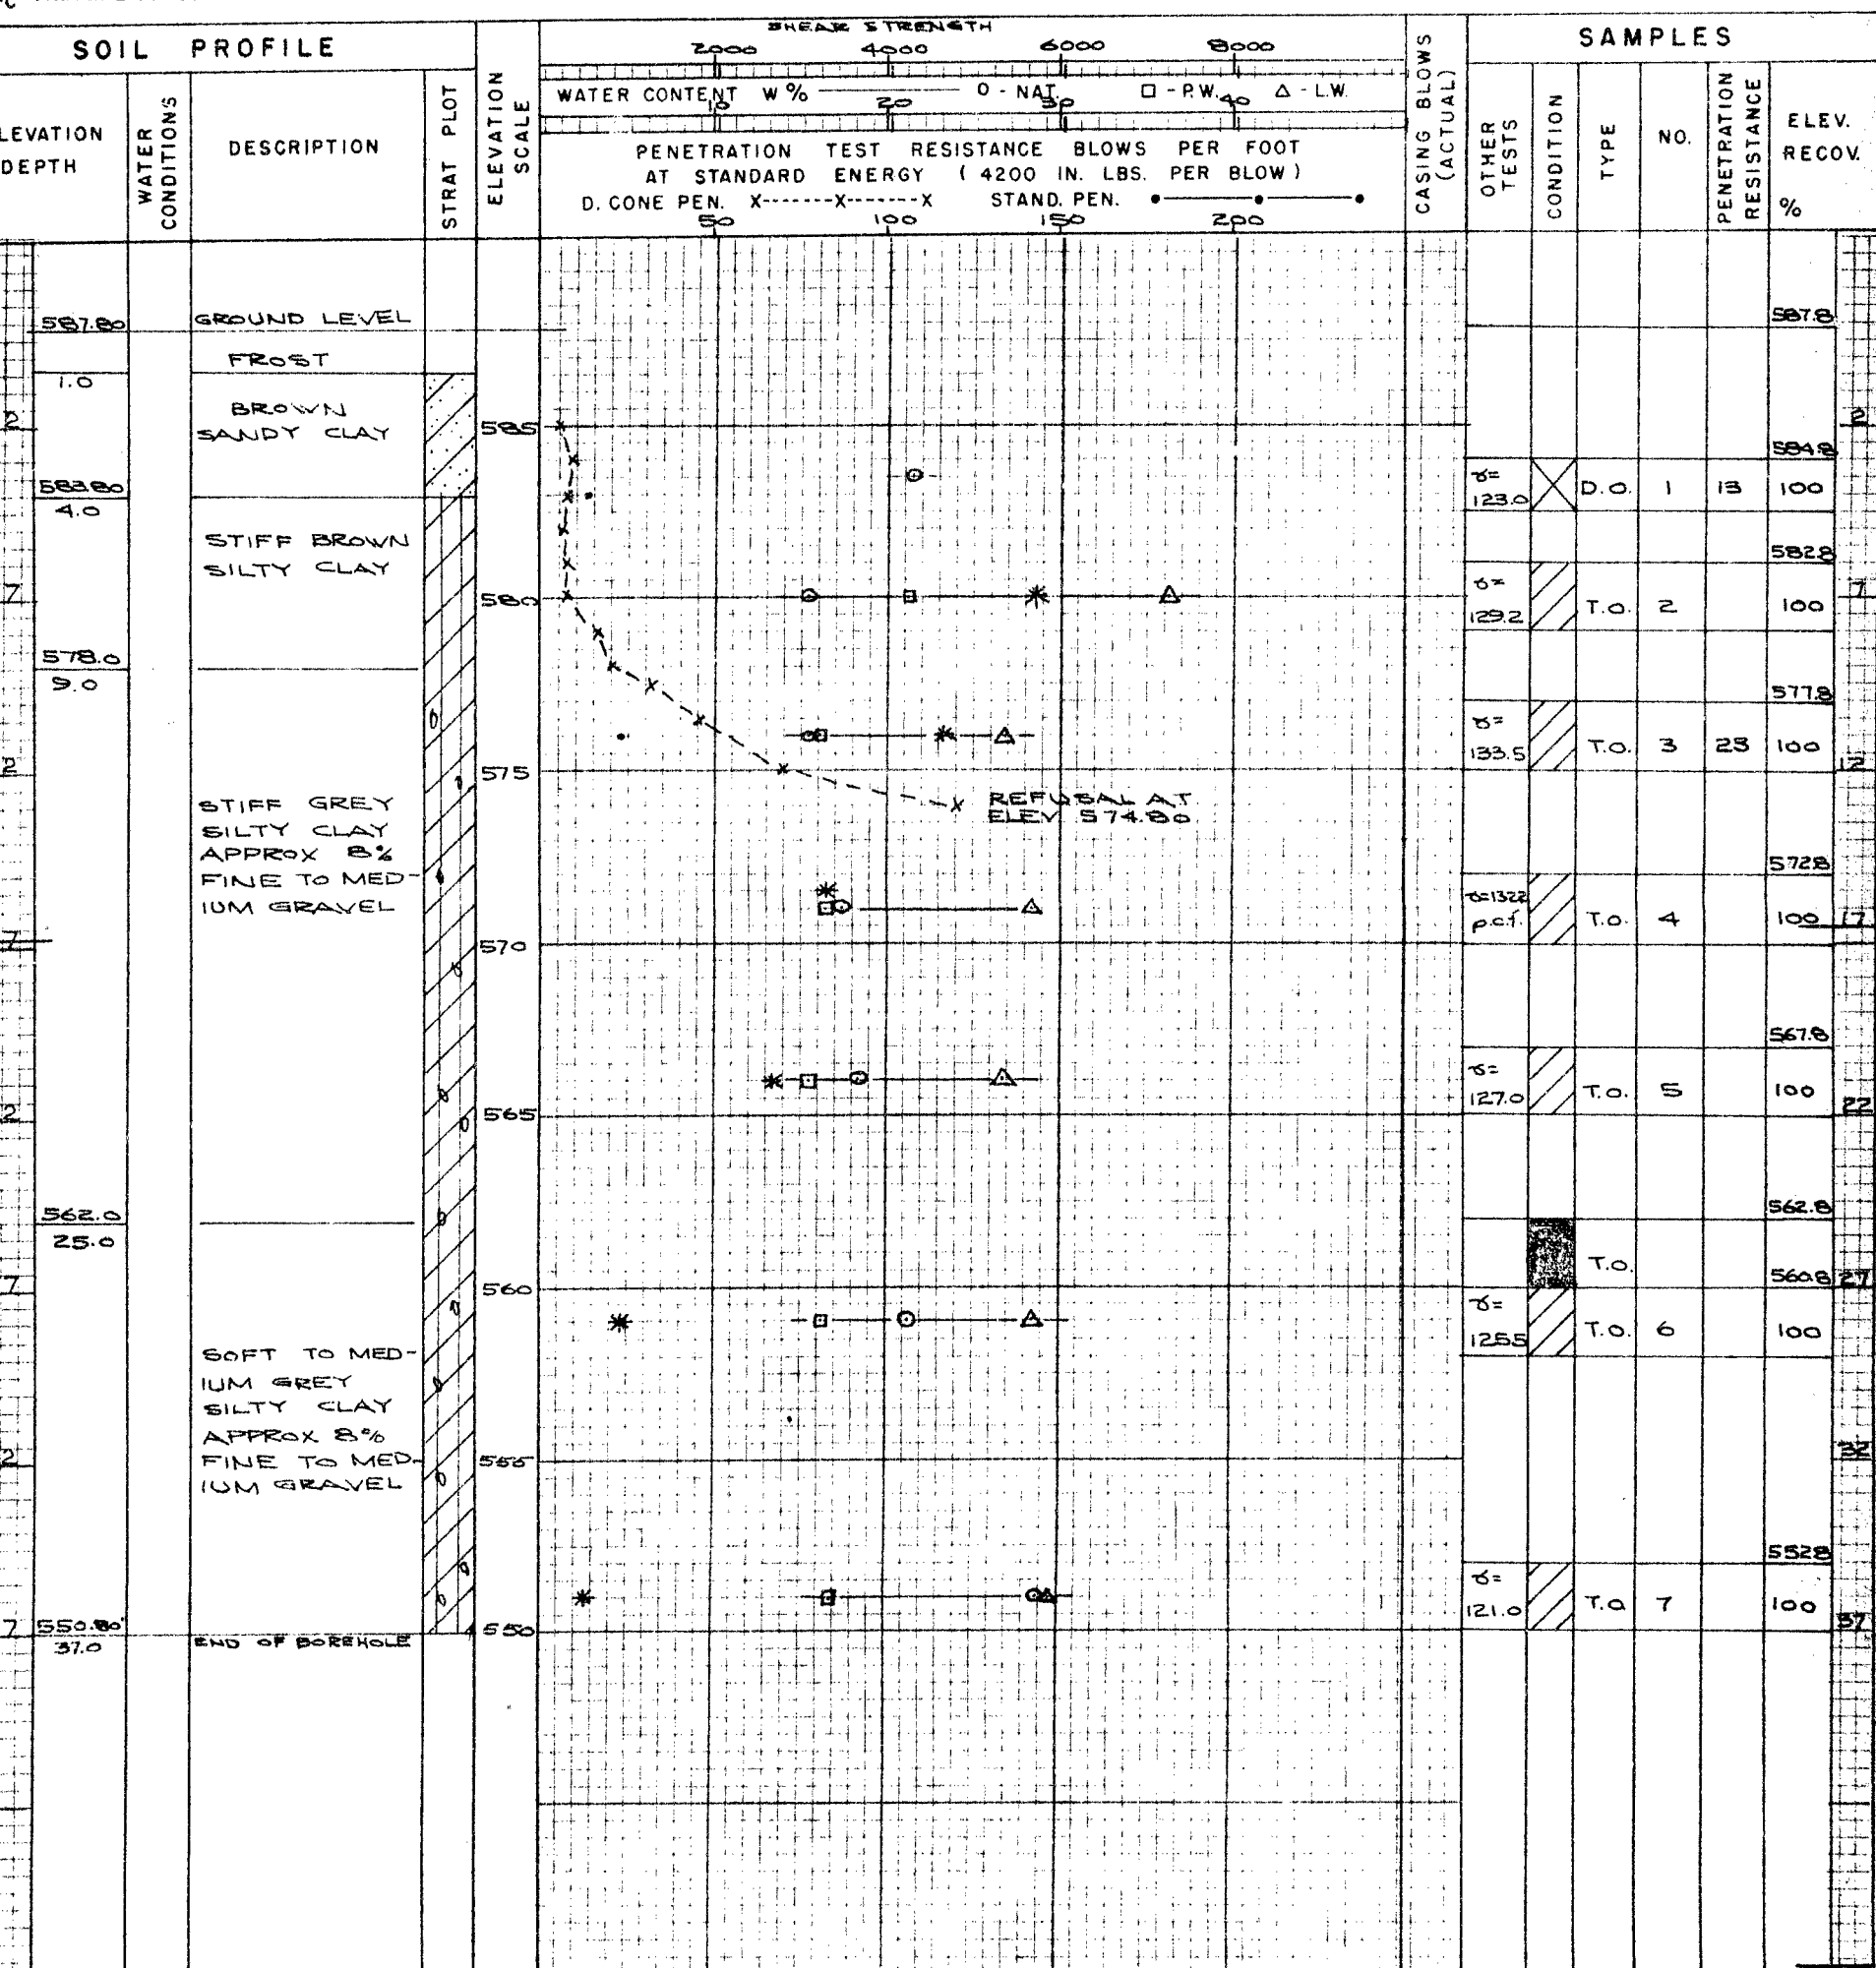 SOIL PROFILE
LEVATION DEPTH
WATER CONDITIONS
DESCRIPTION
STRAT PLOT
ELEVATION SCALE
SHEAR STRENGTH
2000 4000 6000 8000
WATER CONTENT W% O - NAT. □ - P.W. △ - L.W.
10 20 30 40
PENETRATION TEST RESISTANCE BLOWS PER FOOT
AT STANDARD ENERGY (4200 IN. LBS. PER BLOW)
D. CONE PEN. X-------X-------X STAND. PEN. •———•———•
50 100 150 200
CASING BLOWS (ACTUAL)
SAMPLES
OTHER TESTS
CONDITION
TYPE
NO.
PENETRATION RESISTANCE
ELEV. RECOV. %
587.80 GROUND LEVEL 587.8
FROST
1.0
BROWN
SANDY CLAY
2 585 2
584.8
583.80
4.0
γ= 123.0 D.O. 1 13 100
STIFF BROWN
SILTY CLAY
582.8
7 580 7
γ= 129.2 T.O. 2 100
578.0
9.0
577.8
γ= 133.5 T.O. 3 23 100
2 575 12
REFUSAL AT
ELEV 574.80
STIFF GREY
SILTY CLAY
APPROX 8%
FINE TO MED-
IUM GRAVEL
572.8
γ=132.2 p.c.f. T.O. 4 100
7 570 17
567.8
γ= 127.0 T.O. 5 100
2 565 22
562.0
25.0
562.8
T.O.
7 560 560.8 27
γ= 125.5 T.O. 6 100
SOFT TO MED-
IUM GREY
SILTY CLAY
APPROX 8%
FINE TO MED-
IUM GRAVEL
2 555 32
552.8
γ= 121.0 T.O. 7 100
7 550.80 550 37
37.0 END OF BOREHOLE